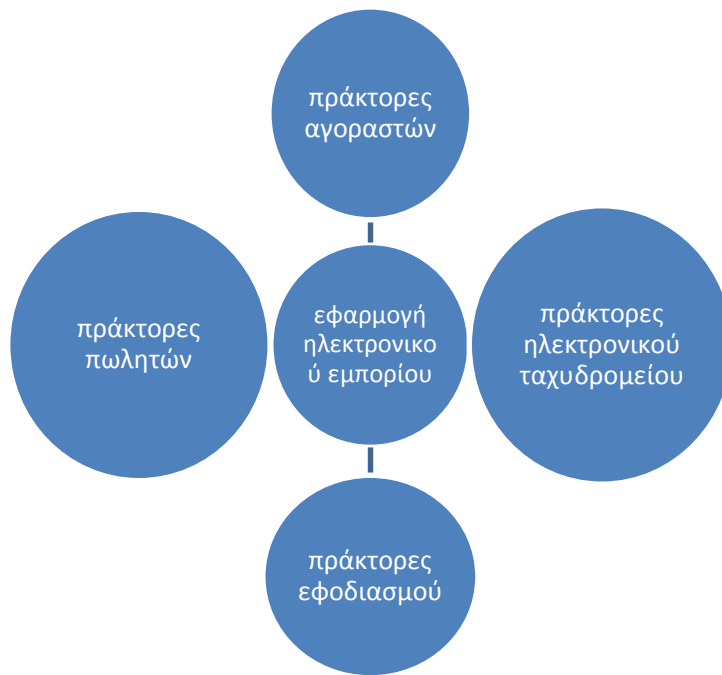 πράκτορες
αγοραστών
πράκτορες
πωλητών
εφαρμογή
ηλεκτρονικο
ύ εμπορίου
πράκτορες
ηλεκτρονικού
ταχυδρομείου
πράκτορες
εφοδιασμού